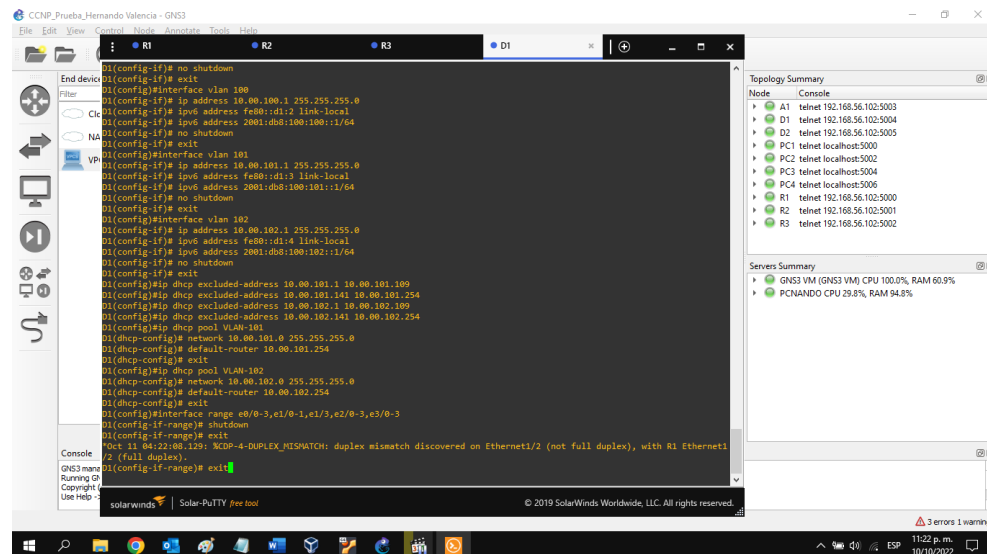 CCNP_Prueba_Hernando Valencia - GNS3
File Edit View Control Node Annotate Tools Help
R1 R2 R3 D1
End device
Filter
NA
D1(config-if)# no shutdown
D1(config-if)# exit
D1(config)#interface vlan 100
D1(config-if)# ip address 10.00.100.1 255.255.255.0
D1(config-if)# ipv6 address fe80::d1:2 link-local
D1(config-if)# ipv6 address 2001:db8:100:100::1/64
D1(config-if)# no shutdown
D1(config-if)# exit
D1(config)#interface vlan 101
D1(config-if)# ip address 10.00.101.1 255.255.255.0
D1(config-if)# ipv6 address fe80::d1:3 link-local
D1(config-if)# ipv6 address 2001:db8:100:101::1/64
D1(config-if)# no shutdown
D1(config-if)# exit
D1(config)#interface vlan 102
D1(config-if)# ip address 10.00.102.1 255.255.255.0
D1(config-if)# ipv6 address fe80::d1:4 link-local
D1(config-if)# ipv6 address 2001:db8:100:102::1/64
D1(config-if)# no shutdown
D1(config-if)# exit
D1(config)#ip dhcp excluded-address 10.00.101.1 10.00.101.109
D1(config)#ip dhcp excluded-address 10.00.101.141 10.00.101.254
D1(config)#ip dhcp excluded-address 10.00.102.1 10.00.102.109
D1(config)#ip dhcp excluded-address 10.00.102.141 10.00.102.254
D1(config)#ip dhcp pool VLAN-101
D1(dhcp-config)# network 10.00.101.0 255.255.255.0
D1(dhcp-config)# default-router 10.00.101.254
D1(dhcp-config)# exit
D1(config)#ip dhcp pool VLAN-102
D1(dhcp-config)# network 10.00.102.0 255.255.255.0
D1(dhcp-config)# default-router 10.00.102.254
D1(dhcp-config)# exit
D1(config)#interface range e0/0-3,e1/0-1,e1/3,e2/0-3,e3/0-3
D1(config-if-range)# shutdown
D1(config-if-range)# exit
*Oct 11 04:22:08.129: %CDP-4-DUPLEX_MISMATCH: duplex mismatch discovered on Ethernet1/2 (not full duplex), with R1 Ethernet1
/2 (full duplex).
D1(config-if-range)# exit
solarwinds Solar-PuTTY free tool © 2019 SolarWinds Worldwide, LLC. All rights reserved.
Topology Summary
Node Console
A1 telnet 192.168.56.102:5003
D1 telnet 192.168.56.102:5004
D2 telnet 192.168.56.102:5005
PC1 telnet localhost:5000
PC2 telnet localhost:5002
PC3 telnet localhost:5004
PC4 telnet localhost:5006
R1 telnet 192.168.56.102:5000
R2 telnet 192.168.56.102:5001
R3 telnet 192.168.56.102:5002
Servers Summary
GNS3 VM (GNS3 VM) CPU 100.0%, RAM 60.9%
PCNANDO CPU 29.8%, RAM 94.8%
Console
GNS3 mana
Running GN
Copyright (
Use Help -
3 errors 1 warnin
ESP
11:22 p. m.
10/10/2022